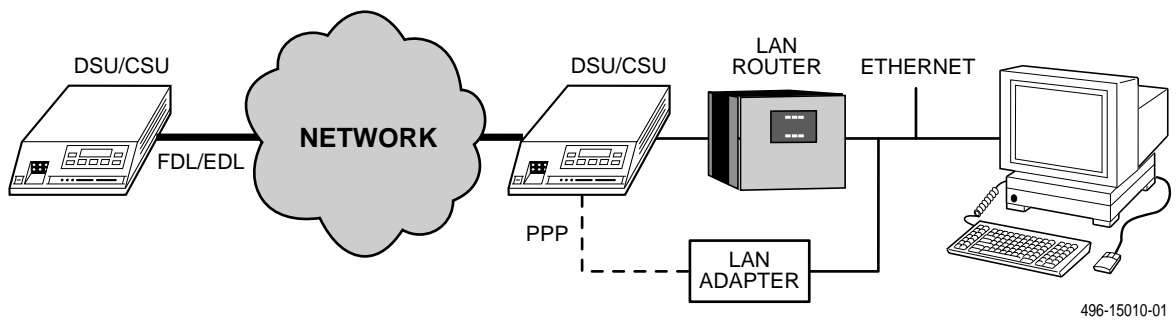 DSU/CSU
FDL/EDL
NETWORK
DSU/CSU
LAN
ROUTER
ETHERNET
PPP
LAN
ADAPTER
496-15010-01